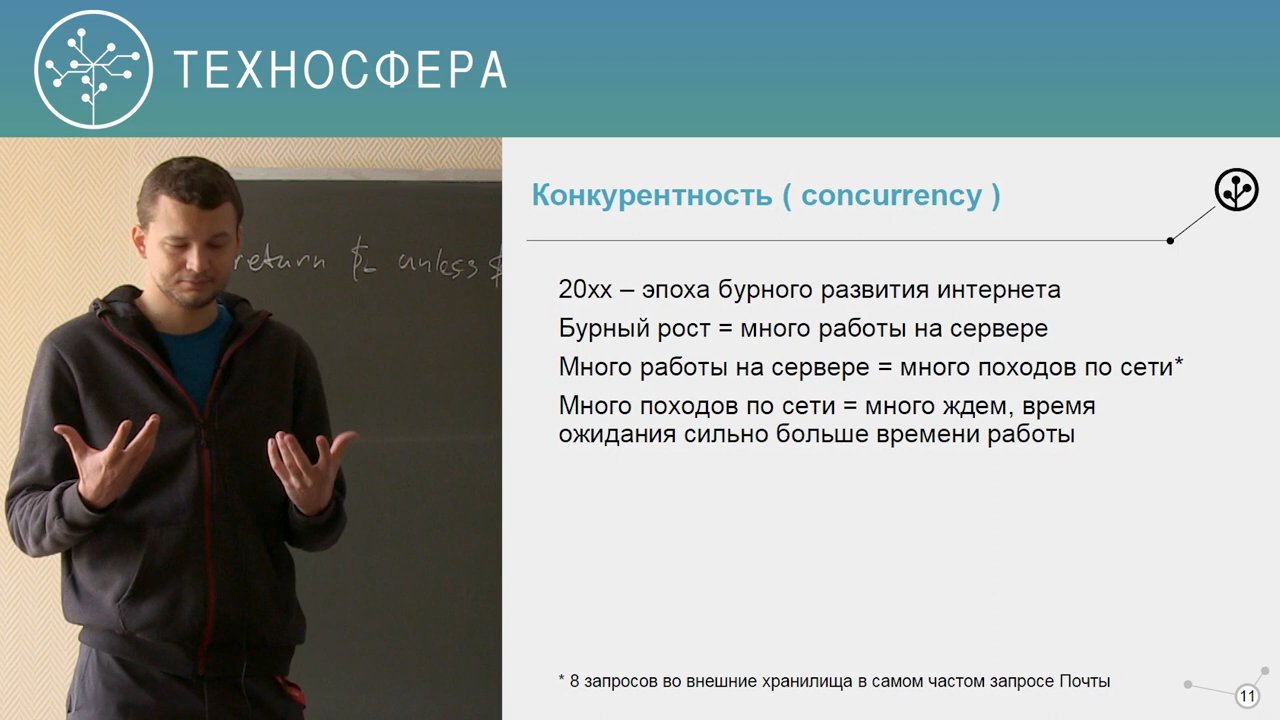 ТЕХНОСФЕРА
return $_ unless $
Конкурентность ( concurrency )
20xx – эпоха бурного развития интернета
Бурный рост = много работы на сервере
Много работы на сервере = много походов по сети*
Много походов по сети = много ждем, время
ожидания сильно больше времени работы
* 8 запросов во внешние хранилища в самом частом запросе Почты
11